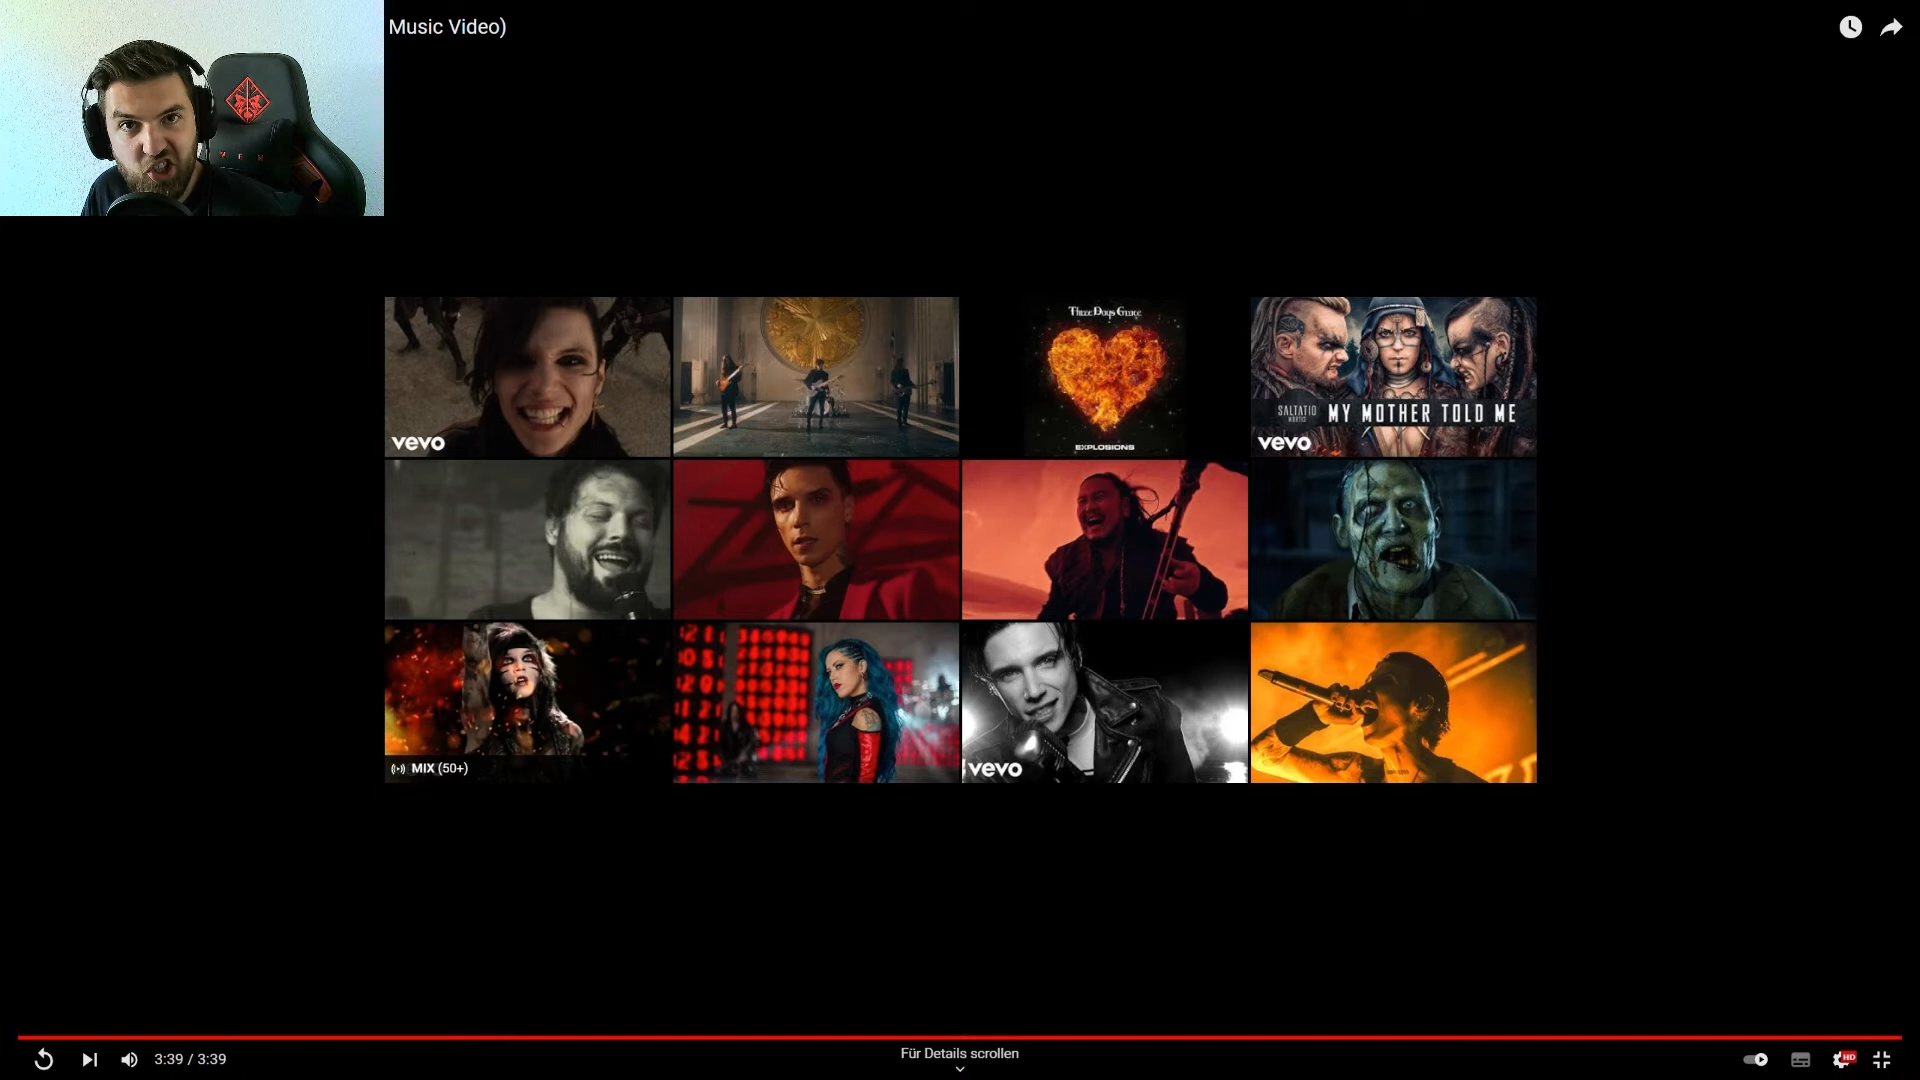 Music Video)
vevo
Three Days Grace
EXPLOSIONS
SALTATIO
MORTIS
MY MOTHER TOLD ME
vevo
MIX (50+)
vevo
3:39 / 3:39
Für Details scrollen
HD